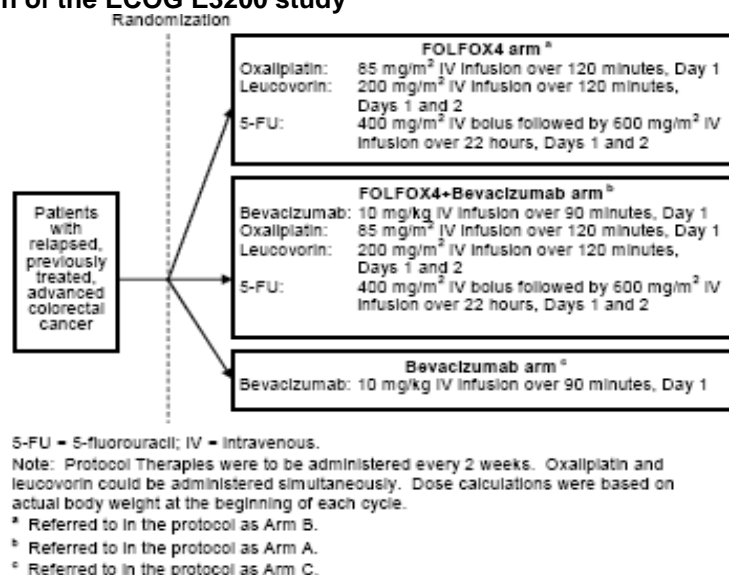 n of the ECOG E3200 study
Randomization
FOLFOX4 arm ᵃ
Oxaliplatin: 85 mg/m² IV infusion over 120 minutes, Day 1
Leucovorin: 200 mg/m² IV infusion over 120 minutes,
Days 1 and 2
5-FU: 400 mg/m² IV bolus followed by 600 mg/m² IV
infusion over 22 hours, Days 1 and 2
Patients
with
relapsed,
previously
treated,
advanced
colorectal
cancer
FOLFOX4+Bevacizumab arm ᵇ
Bevacizumab: 10 mg/kg IV infusion over 90 minutes, Day 1
Oxaliplatin: 85 mg/m² IV infusion over 120 minutes, Day 1
Leucovorin: 200 mg/m² IV infusion over 120 minutes,
Days 1 and 2
5-FU: 400 mg/m² IV bolus followed by 600 mg/m² IV
infusion over 22 hours, Days 1 and 2
Bevacizumab arm ᶜ
Bevacizumab: 10 mg/kg IV infusion over 90 minutes, Day 1
5-FU = 5-fluorouracil; IV = intravenous.
Note: Protocol Therapies were to be administered every 2 weeks. Oxaliplatin and
leucovorin could be administered simultaneously. Dose calculations were based on
actual body weight at the beginning of each cycle.
ᵃ Referred to in the protocol as Arm B.
ᵇ Referred to in the protocol as Arm A.
ᶜ Referred to in the protocol as Arm C.